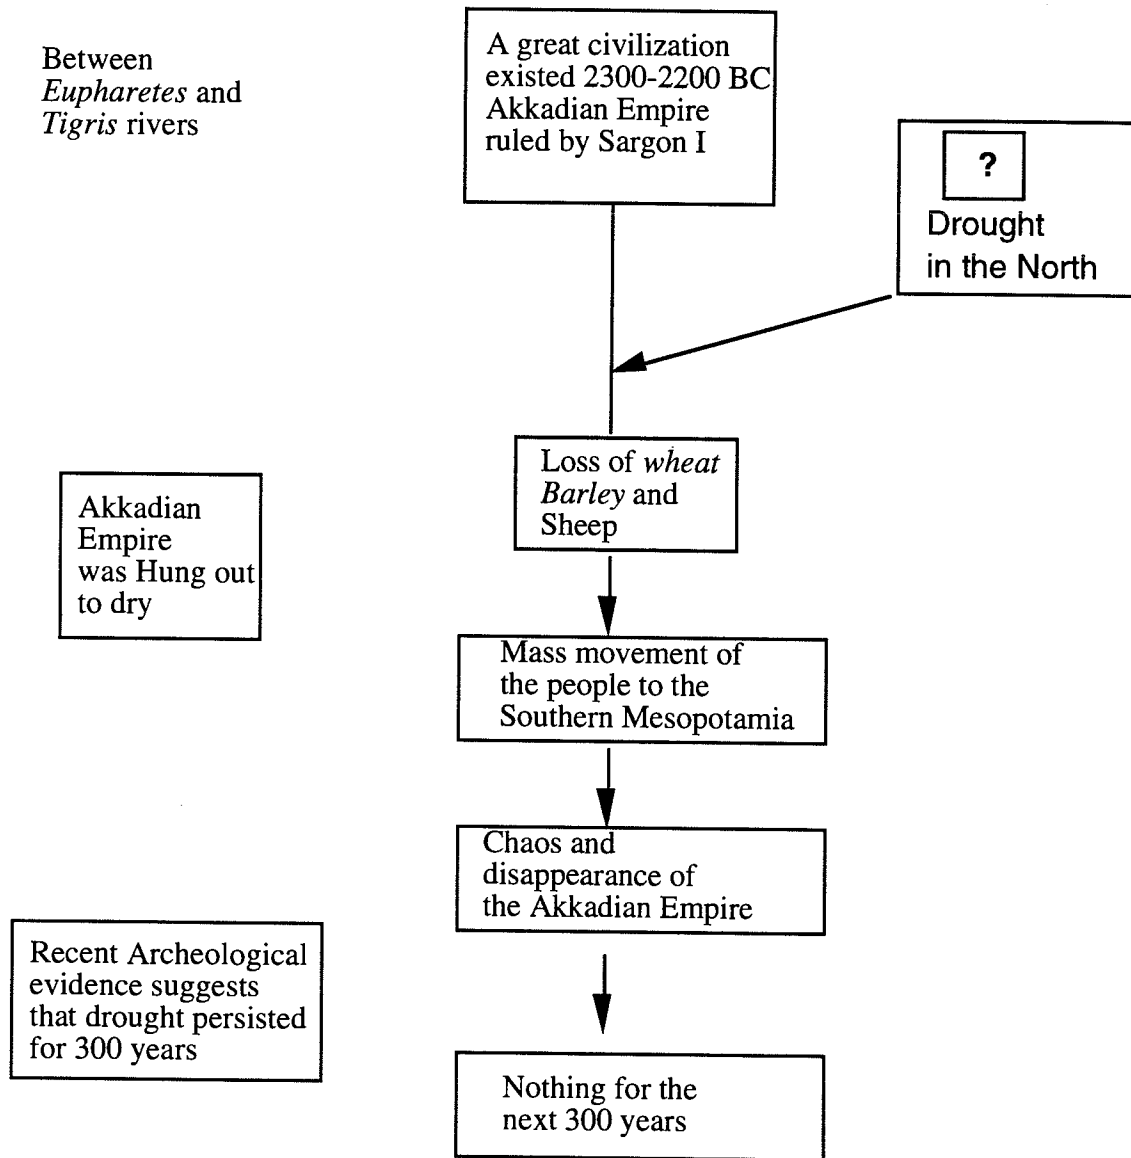 Between
Eupharetes and
Tigris rivers
A great civilization
existed 2300-2200 BC
Akkadian Empire
ruled by Sargon I
?
Drought
in the North
Loss of wheat
Barley and
Sheep
Akkadian
Empire
was Hung out
to dry
Mass movement of
the people to the
Southern Mesopotamia
Chaos and
disappearance of
the Akkadian Empire
Recent Archeological
evidence suggests
that drought persisted
for 300 years
Nothing for the
next 300 years